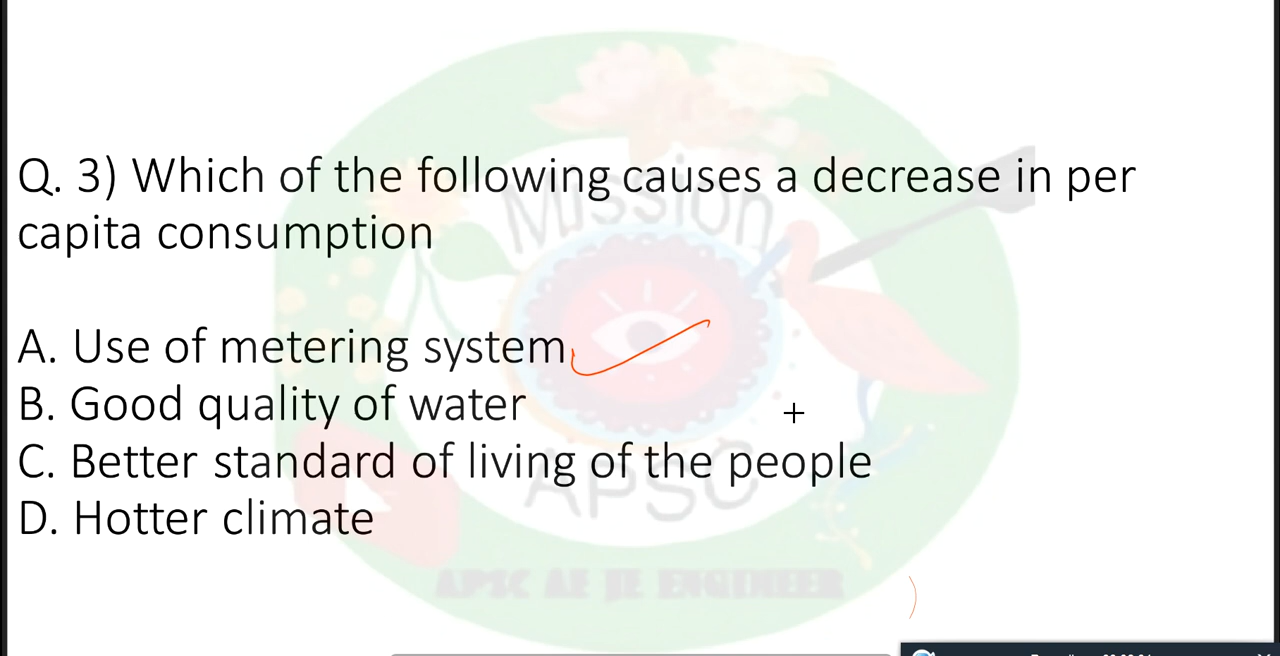 Q. 3) Which of the following causes a decrease in per
capita consumption
A. Use of metering system
B. Good quality of water
C. Better standard of living of the people
D. Hotter climate
Mission
APSC
APSC AE JE ENGINEER